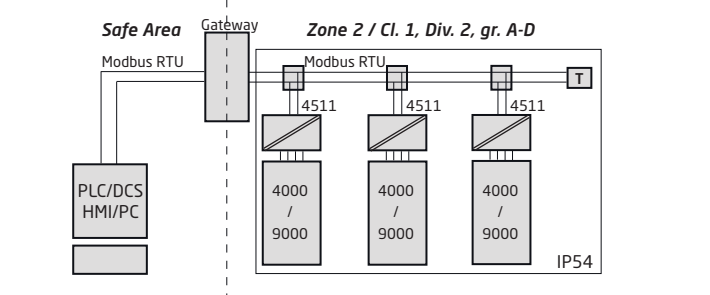 Safe Area
Gateway
Zone 2 / Cl. 1, Div. 2, gr. A-D
Modbus RTU
Modbus RTU
T
4511
4511
4511
PLC/DCS
HMI/PC
4000
/
9000
4000
/
9000
4000
/
9000
IP54